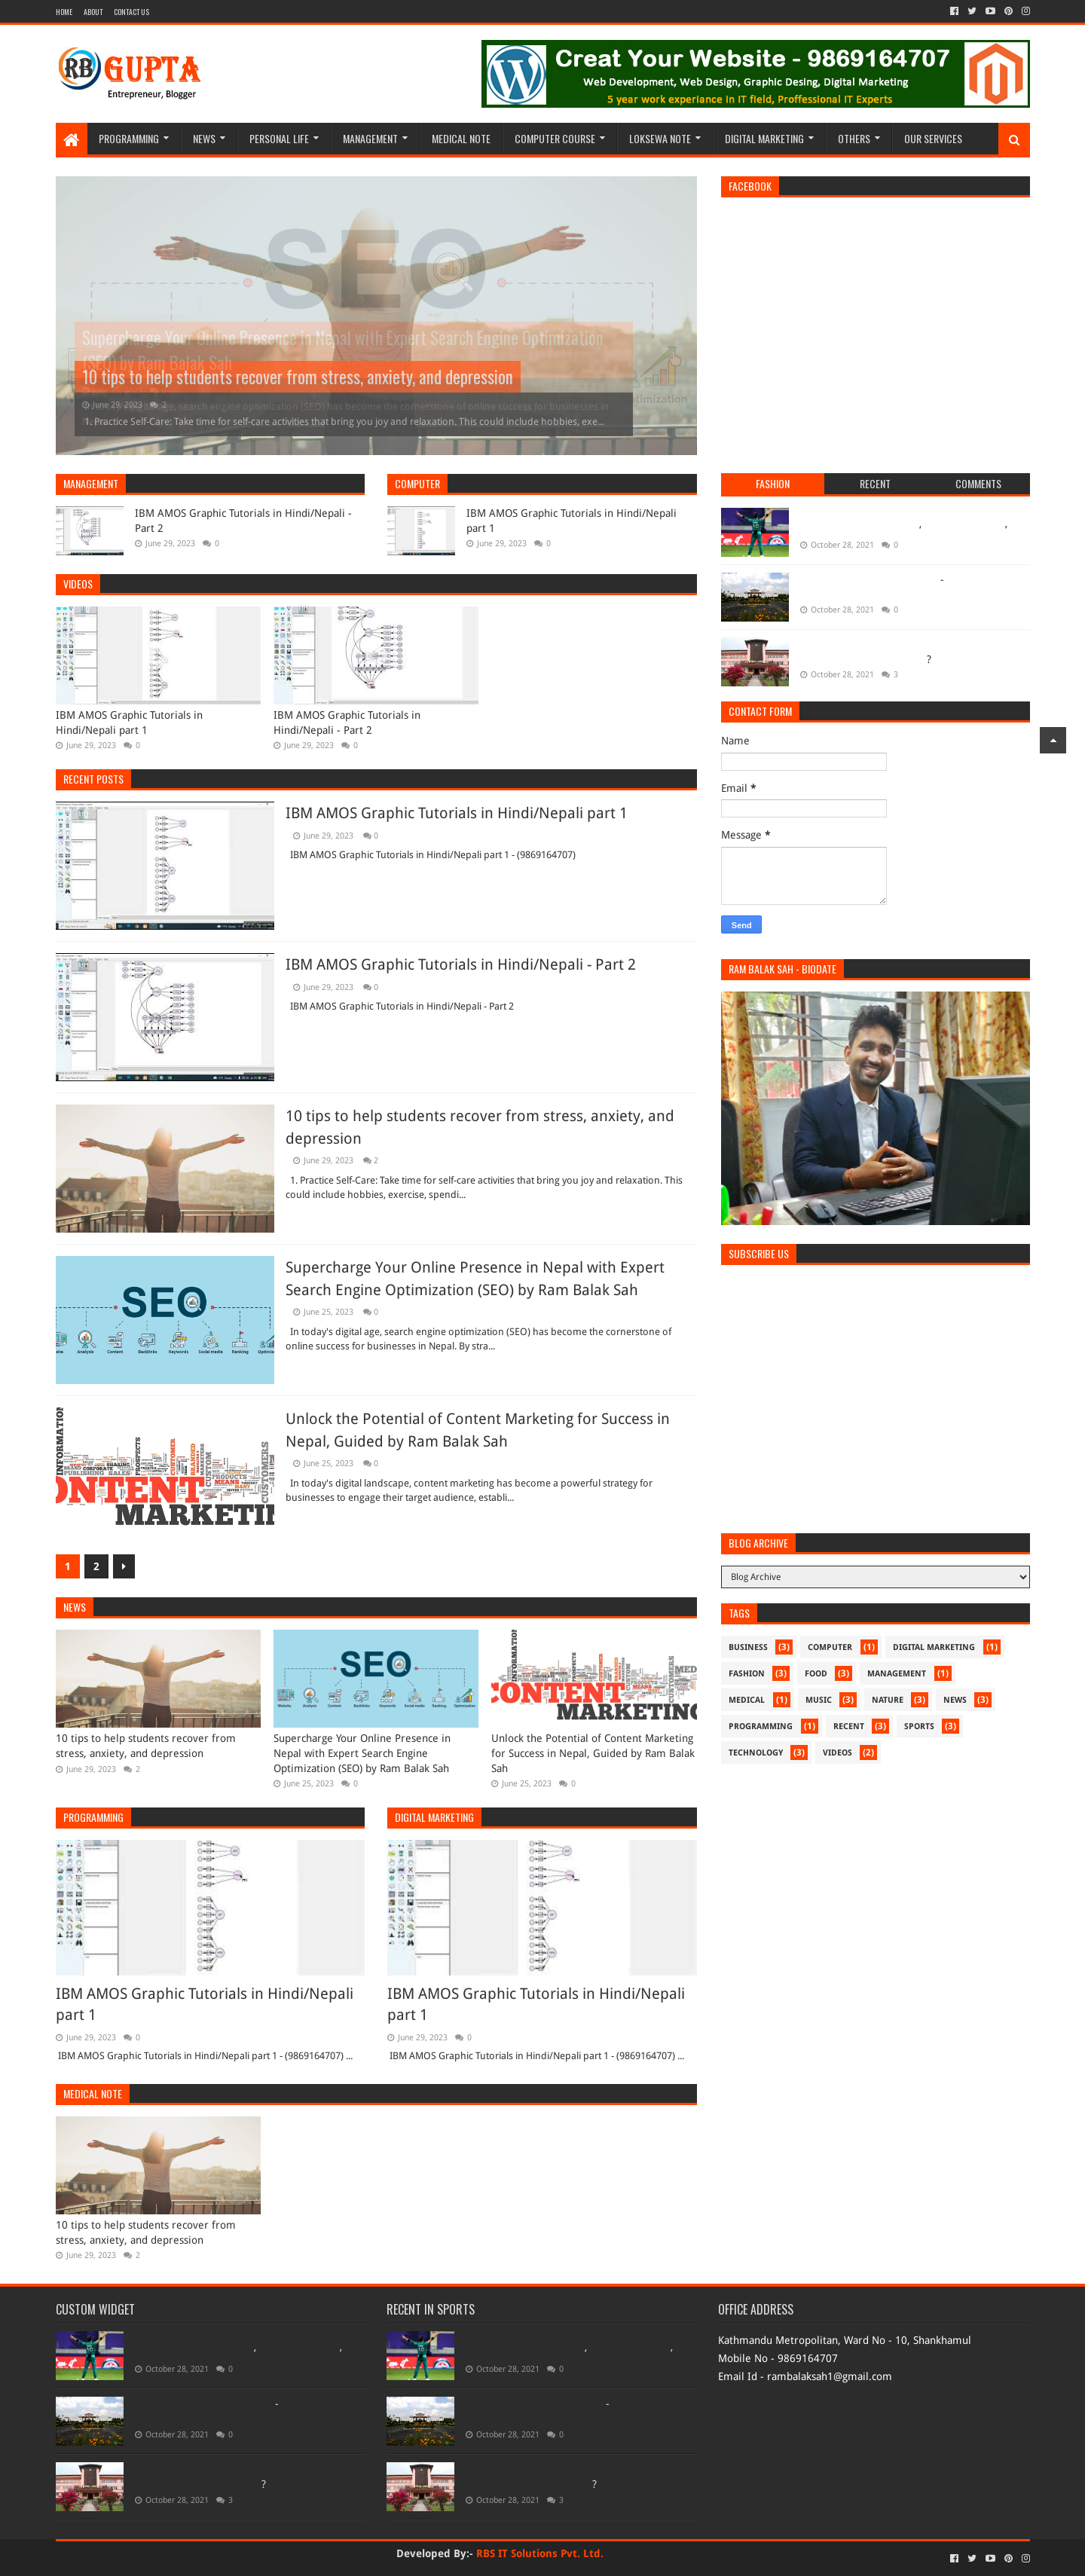 HOME ABOUT CONTACT US
RB GUPTA
Entrepreneur, Blogger
Creat Your Website - 9869164707
Web Development, Web Design, Graphic Desing, Digital Marketing
5 year work experience in IT field, Proffessional IT Experts
PROGRAMMING NEWS PERSONAL LIFE MANAGEMENT MEDICAL NOTE COMPUTER COURSE LOKSEWA NOTE DIGITAL MARKETING OTHERS OUR SERVICES
SEO
Supercharge Your Online Presence in Nepal with Expert Search Engine Optimization
(SEO) by Ram Balak Sah
10 tips to help students recover from stress, anxiety, and depression
June 29, 2023 2
1. Practice Self-Care: Take time for self-care activities that bring you joy and relaxation. This could include hobbies, exe...
MANAGEMENT
IBM AMOS Graphic Tutorials in Hindi/Nepali -
Part 2
June 29, 2023 0
COMPUTER
IBM AMOS Graphic Tutorials in Hindi/Nepali
part 1
June 29, 2023 0
VIDEOS
IBM AMOS Graphic Tutorials in
Hindi/Nepali part 1
June 29, 2023 0
IBM AMOS Graphic Tutorials in
Hindi/Nepali - Part 2
June 29, 2023 0
RECENT POSTS
IBM AMOS Graphic Tutorials in Hindi/Nepali part 1
June 29, 2023 0
IBM AMOS Graphic Tutorials in Hindi/Nepali part 1 - (9869164707)
IBM AMOS Graphic Tutorials in Hindi/Nepali - Part 2
June 29, 2023 0
IBM AMOS Graphic Tutorials in Hindi/Nepali - Part 2
10 tips to help students recover from stress, anxiety, and
depression
June 29, 2023 2
1. Practice Self-Care: Take time for self-care activities that bring you joy and relaxation. This
could include hobbies, exercise, spendi...
SEO
Analysis Content Backlinks Keywords Social media Ranking
Supercharge Your Online Presence in Nepal with Expert
Search Engine Optimization (SEO) by Ram Balak Sah
June 25, 2023 0
In today's digital age, search engine optimization (SEO) has become the cornerstone of
online success for businesses in Nepal. By stra...
Unlock the Potential of Content Marketing for Success in
Nepal, Guided by Ram Balak Sah
June 25, 2023 0
In today's digital landscape, content marketing has become a powerful strategy for
businesses to engage their target audience, establi...
1 2
NEWS
10 tips to help students recover from
stress, anxiety, and depression
June 29, 2023 2
SEO
Supercharge Your Online Presence in
Nepal with Expert Search Engine
Optimization (SEO) by Ram Balak Sah
June 25, 2023 0
Unlock the Potential of Content Marketing
for Success in Nepal, Guided by Ram Balak
Sah
June 25, 2023 0
PROGRAMMING
IBM AMOS Graphic Tutorials in Hindi/Nepali
part 1
June 29, 2023 0
IBM AMOS Graphic Tutorials in Hindi/Nepali part 1 - (9869164707) ...
DIGITAL MARKETING
IBM AMOS Graphic Tutorials in Hindi/Nepali
part 1
June 29, 2023 0
IBM AMOS Graphic Tutorials in Hindi/Nepali part 1 - (9869164707) ...
MEDICAL NOTE
10 tips to help students recover from
stress, anxiety, and depression
June 29, 2023 2
FACEBOOK
FASHION RECENT COMMENTS
, ,
October 28, 2021 0
-
October 28, 2021 0
?
October 28, 2021 3
CONTACT FORM
Name
Email *
Message *
Send
RAM BALAK SAH - BIODATE
SUBSCRIBE US
BLOG ARCHIVE
Blog Archive
TAGS
BUSINESS (3) COMPUTER (1) DIGITAL MARKETING (1)
FASHION (3) FOOD (3) MANAGEMENT (1)
MEDICAL (1) MUSIC (3) NATURE (3) NEWS (3)
PROGRAMMING (1) RECENT (3) SPORTS (3)
TECHNOLOGY (3) VIDEOS (2)
CUSTOM WIDGET
, ,
October 28, 2021 0
-
October 28, 2021 0
?
October 28, 2021 3
RECENT IN SPORTS
, ,
October 28, 2021 0
-
October 28, 2021 0
?
October 28, 2021 3
OFFICE ADDRESS
Kathmandu Metropolitan, Ward No - 10, Shankhamul
Mobile No - 9869164707
Email Id - rambalaksah1@gmail.com
Developed By:- RBS IT Solutions Pvt. Ltd.